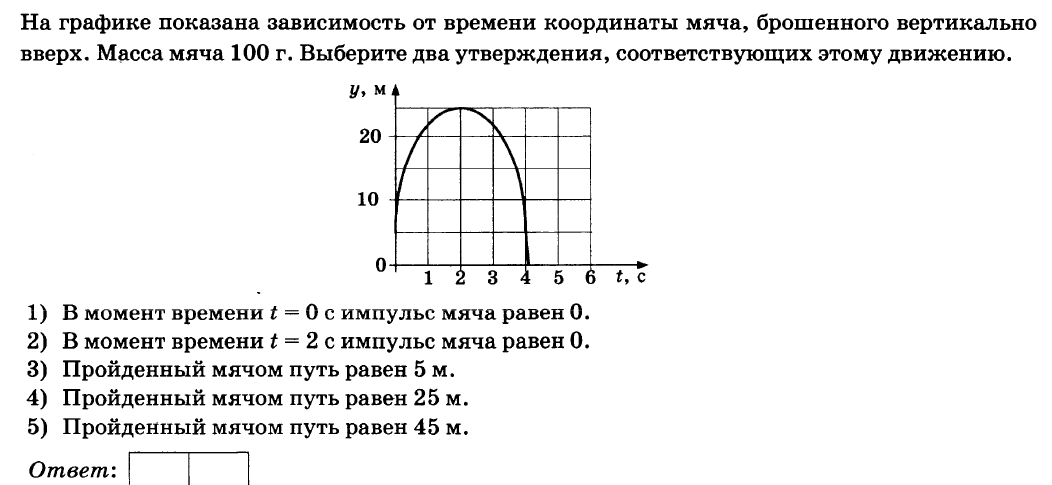 На графике показана зависимость от времени координаты мяча, брошенного вертикально
вверх. Масса мяча 100 г. Выберите два утверждения, соответствующих этому движению.
y, м
20
10
0
1 2 3 4 5 6 t, с
1) В момент времени t = 0 с импульс мяча равен 0.
2) В момент времени t = 2 с импульс мяча равен 0.
3) Пройденный мячом путь равен 5 м.
4) Пройденный мячом путь равен 25 м.
5) Пройденный мячом путь равен 45 м.
Ответ: